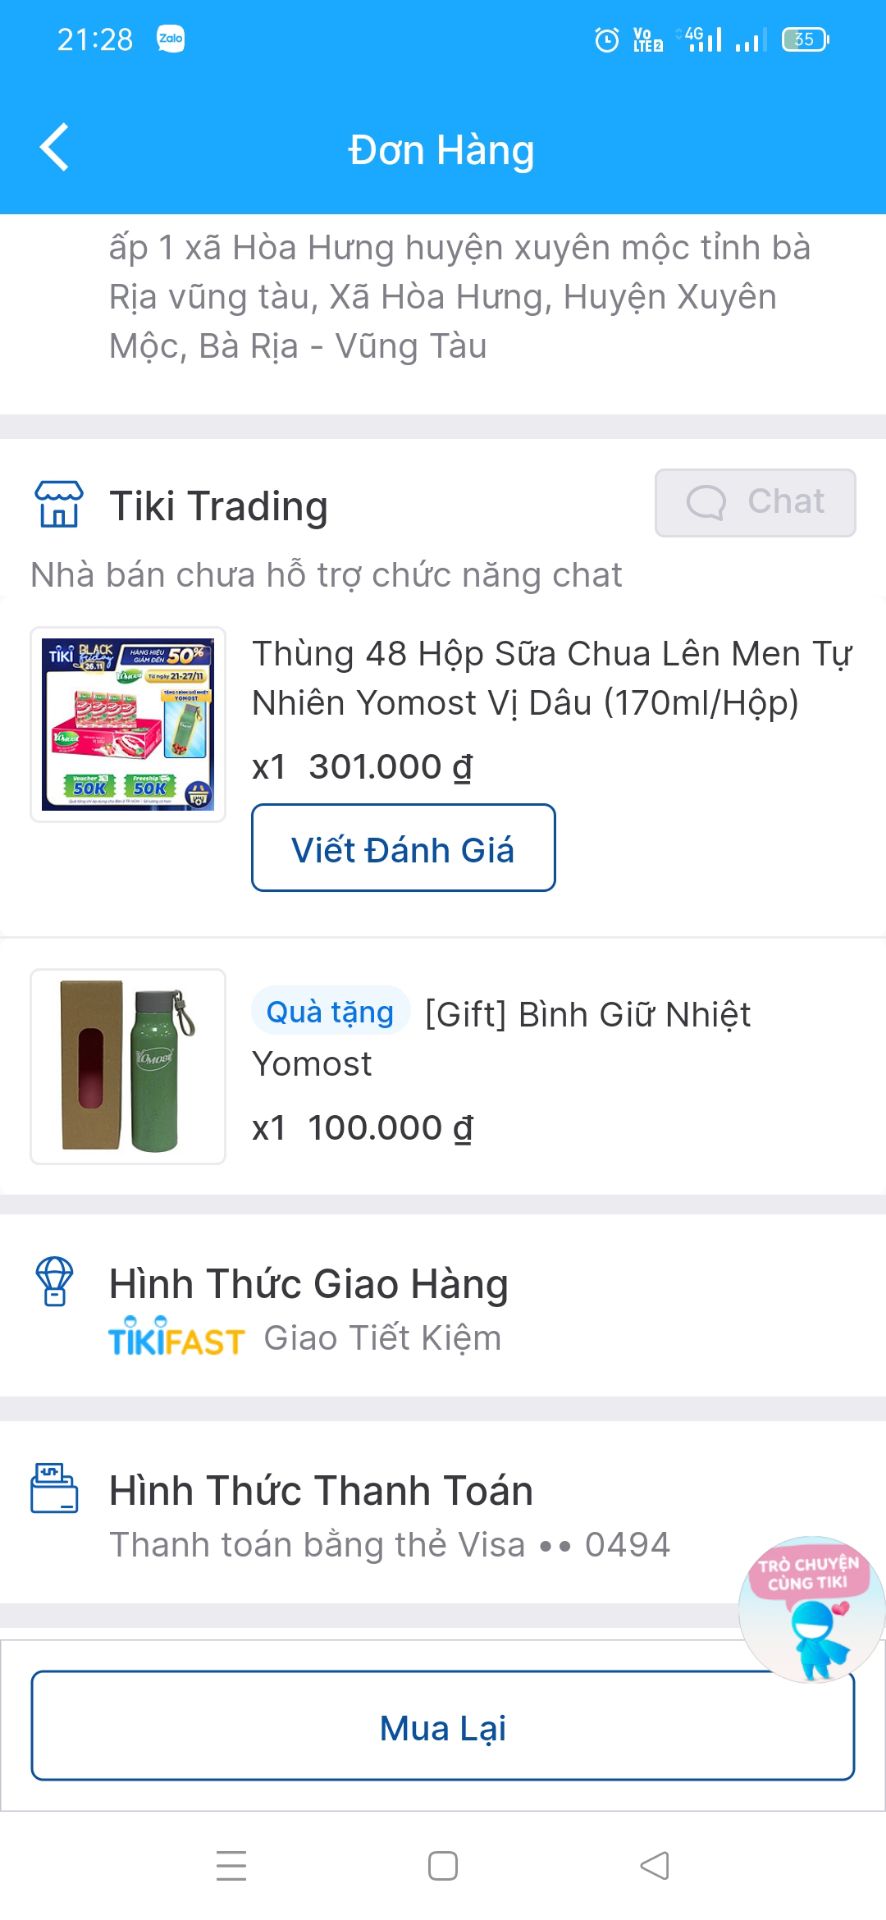 21:28 Zalo Vo LTE2 4G 35
Đơn Hàng
ấp 1 xã Hòa Hưng huyện xuyên mộc tỉnh bà
Rịa vũng tàu, Xã Hòa Hưng, Huyện Xuyên
Mộc, Bà Rịa - Vũng Tàu
Tiki Trading
Chat
Nhà bán chưa hỗ trợ chức năng chat
TIKI BLACK Friday 26.11
HÀNG HIỆU GIẢM ĐẾN 50%
Từ ngày 21-27/11
YOMOST
Voucher 50K
Freeship 50K
Thùng 48 Hộp Sữa Chua Lên Men Tự
Nhiên Yomost Vị Dâu (170ml/Hộp)
x1 301.000 ₫
Viết Đánh Giá
YOMOST
Quà tặng [Gift] Bình Giữ Nhiệt
Yomost
x1 100.000 ₫
Hình Thức Giao Hàng
TIKIFAST Giao Tiết Kiệm
Hình Thức Thanh Toán
Thanh toán bằng thẻ Visa •• 0494
TRÒ CHUYỆN
CÙNG TIKI
Mua Lại